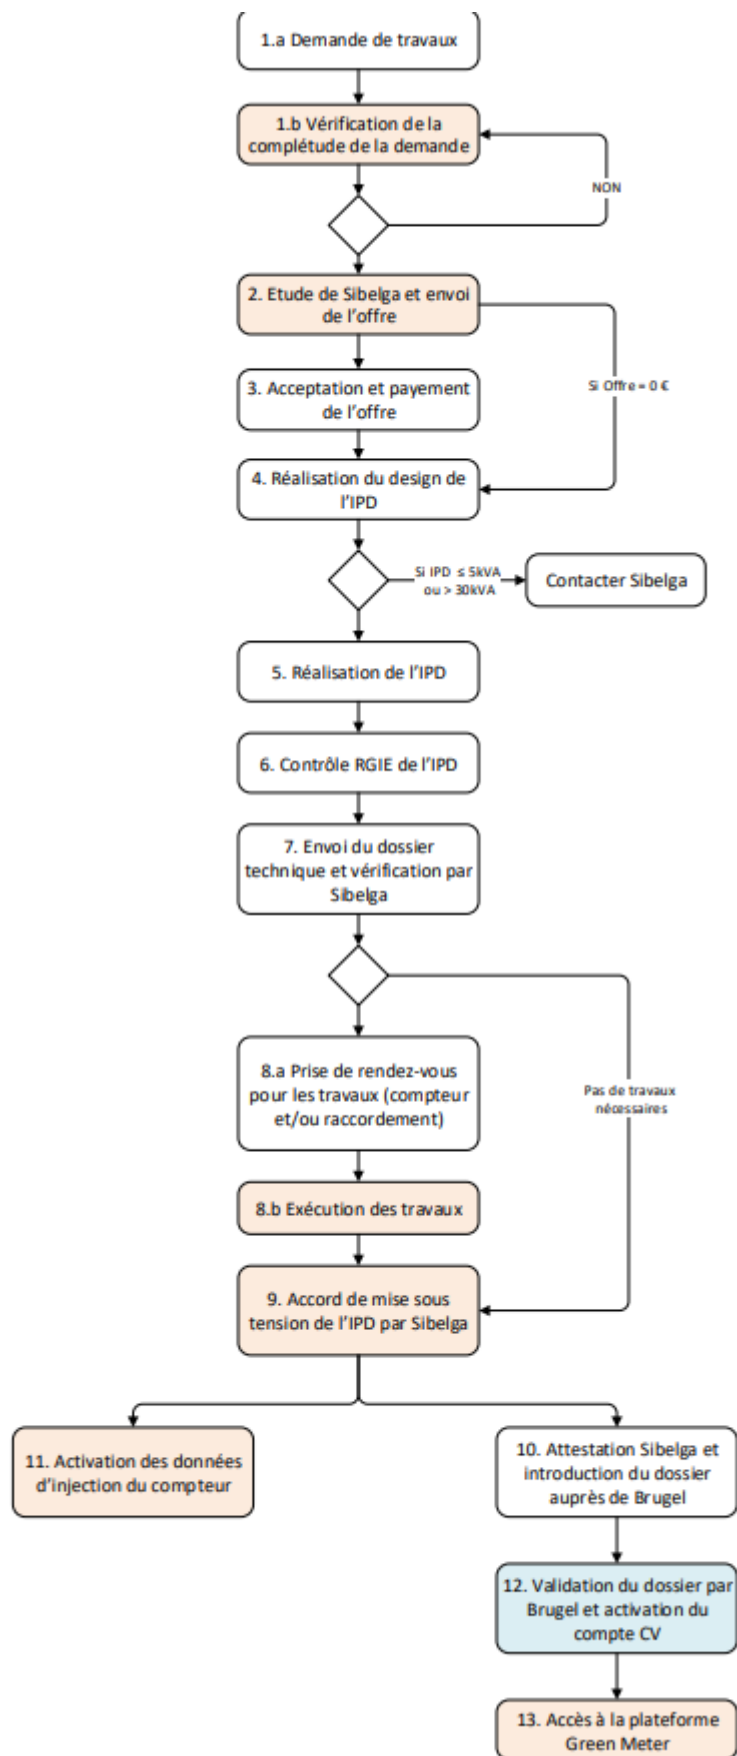 1.a Demande de travaux
1.b Vérification de la
complétude de la demande
NON
2. Etude de Sibelga et envoi
de l'offre
Si Offre = 0 €
3. Acceptation et payement
de l'offre
4. Réalisation du design de
l'IPD
Si IPD ≤ 5kVA
ou > 30kVA
Contacter Sibelga
5. Réalisation de l'IPD
6. Contrôle RGIE de l'IPD
7. Envoi du dossier
technique et vérification par
Sibelga
8.a Prise de rendez-vous
pour les travaux (compteur
et/ou raccordement)
Pas de travaux
nécessaires
8.b Exécution des travaux
9. Accord de mise sous
tension de l'IPD par Sibelga
11. Activation des données
d'injection du compteur
10. Attestation Sibelga et
introduction du dossier
auprès de Brugel
12. Validation du dossier par
Brugel et activation du
compte CV
13. Accès à la plateforme
Green Meter